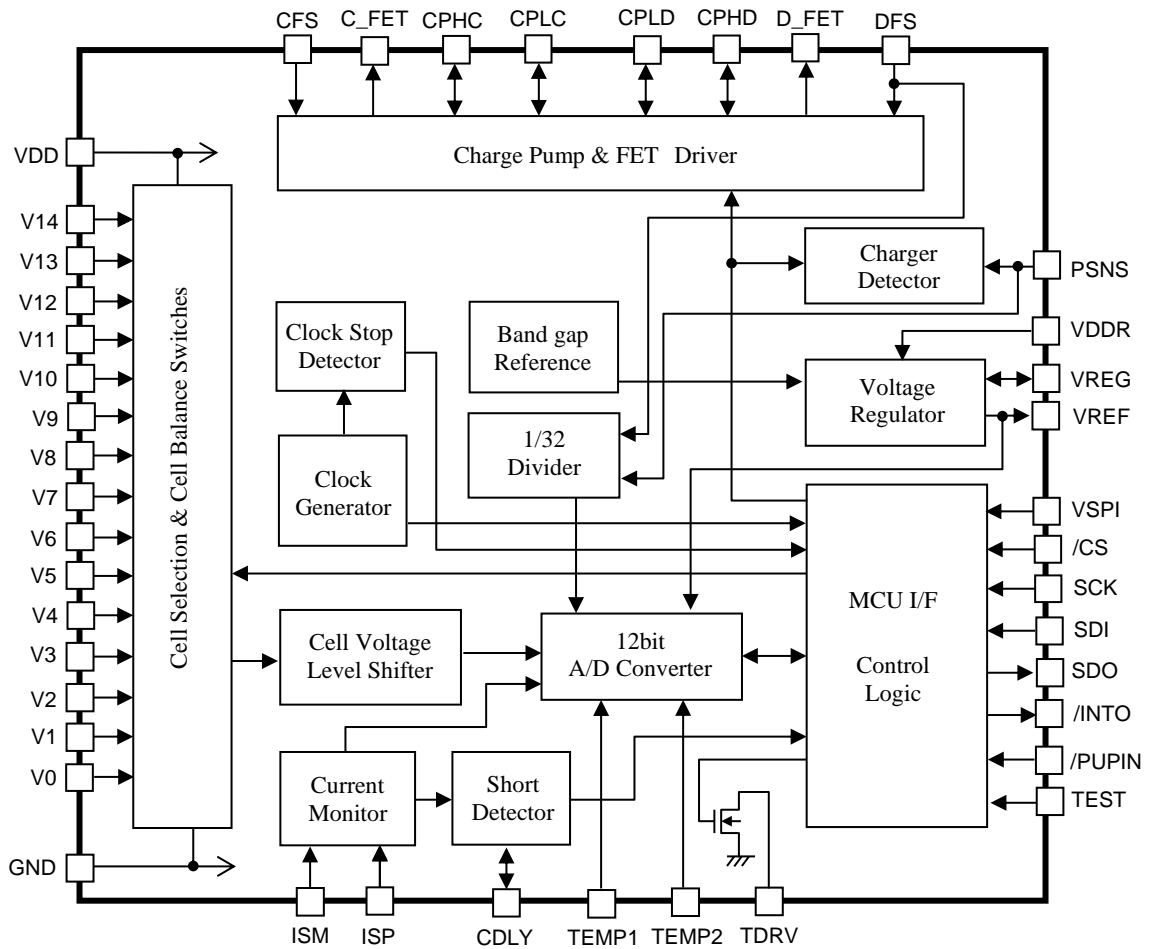 CFS
C_FET
CPHC
CPLC
CPLD
CPHD
D_FET
DFS
Charge Pump & FET Driver
VDD
V14
V13
V12
V11
V10
V9
V8
V7
V6
V5
V4
V3
V2
V1
V0
GND
Cell Selection & Cell Balance Switches
Charger
Detector
PSNS
VDDR
VREG
VREF
Clock Stop
Detector
Band gap
Reference
Voltage
Regulator
1/32
Divider
Clock
Generator
VSPI
/CS
SCK
SDI
SDO
/INTO
/PUPIN
TEST
MCU I/F
Control
Logic
Cell Voltage
Level Shifter
12bit
A/D Converter
Current
Monitor
Short
Detector
ISM
ISP
CDLY
TEMP1
TEMP2
TDRV